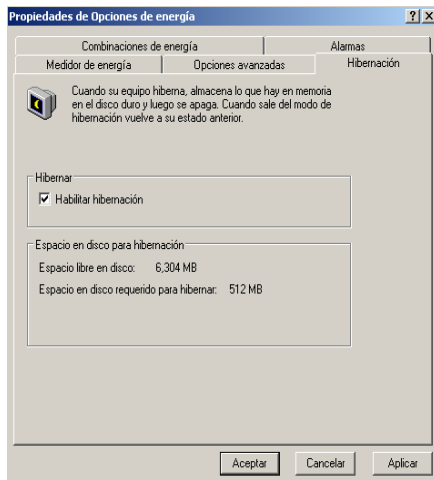 Propiedades de Opciones de energía
Combinaciones de energía
Alarmas
Medidor de energía
Opciones avanzadas
Hibernación
Cuando su equipo hiberna, almacena lo que hay en memoria
en el disco duro y luego se apaga. Cuando sale del modo de
hibernación vuelve a su estado anterior.
Hibernar
Habilitar hibernación
Espacio en disco para hibernación
Espacio libre en disco: 6,304 MB
Espacio en disco requerido para hibernar: 512 MB
Aceptar
Cancelar
Aplicar